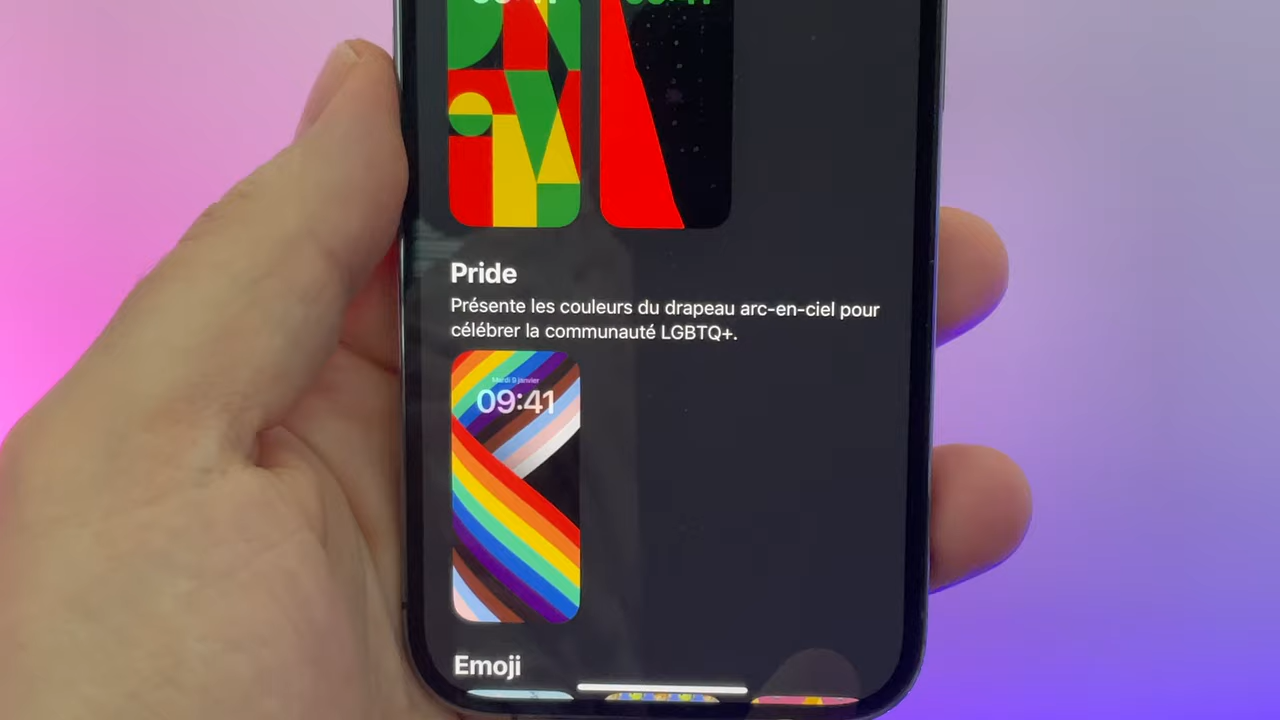 Pride
Présente les couleurs du drapeau arc-en-ciel pour
célébrer la communauté LGBTQ+.
Mardi 9 janvier
09:41
Emoji